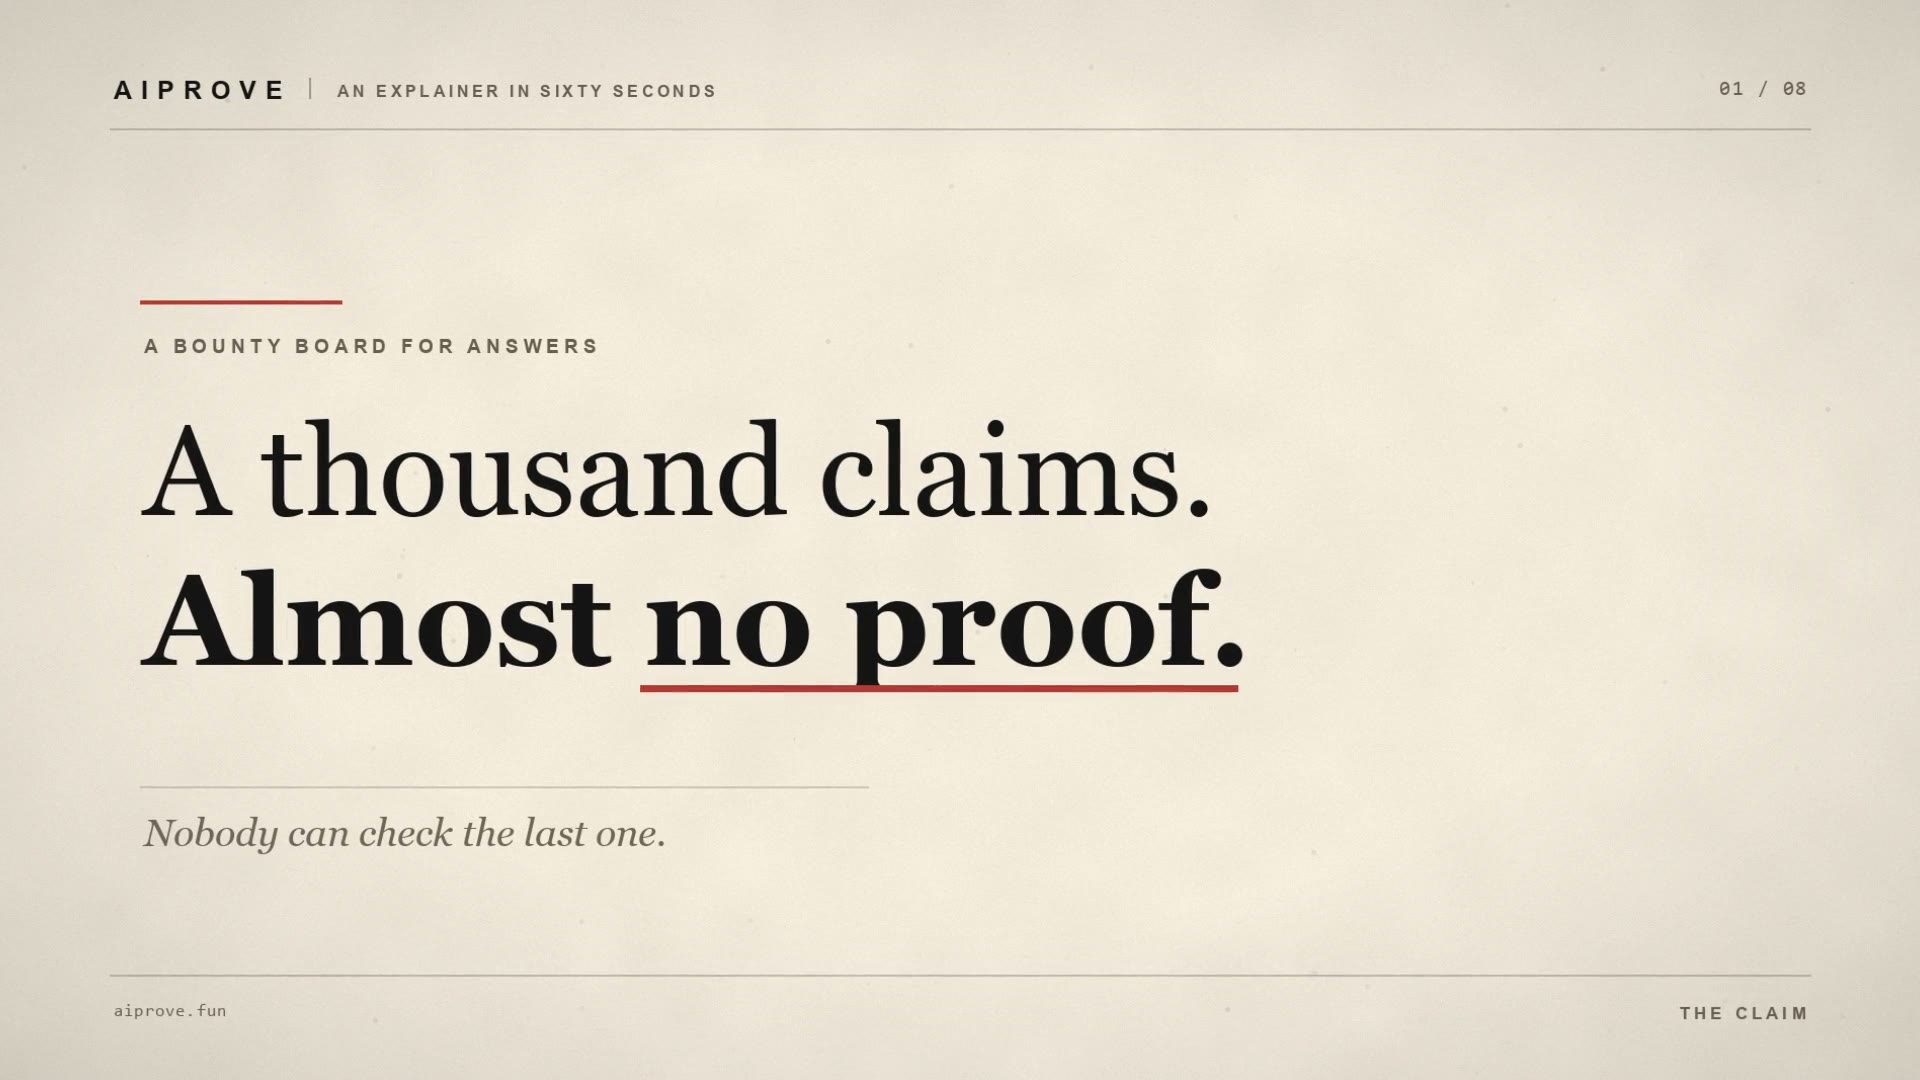 AIPROVE | AN EXPLAINER IN SIXTY SECONDS
01 / 08
A BOUNTY BOARD FOR ANSWERS
A thousand claims.
Almost no proof.
Nobody can check the last one.
aiprove.fun
THE CLAIM